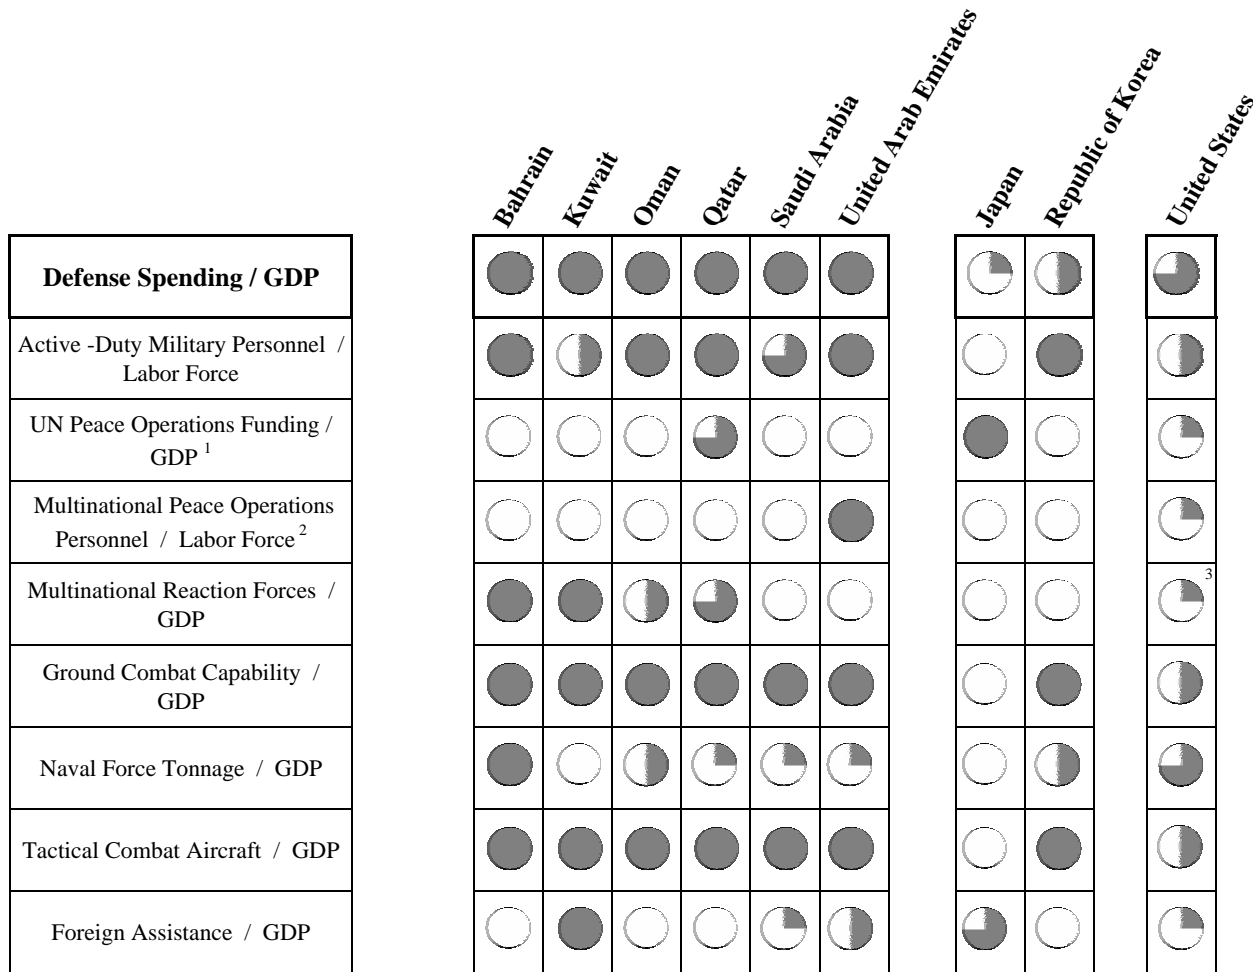 Bahrain
Kuwait
Oman
Qatar
Saudi Arabia
United Arab Emirates
Japan
Republic of Korea
United States
Defense Spending / GDP
Active -Duty Military Personnel /
Labor Force
UN Peace Operations Funding /
GDP 1
Multinational Peace Operations
Personnel / Labor Force 2
Multinational Reaction Forces /
GDP
3
Ground Combat Capability /
GDP
Naval Force Tonnage / GDP
Tactical Combat Aircraft / GDP
Foreign Assistance / GDP